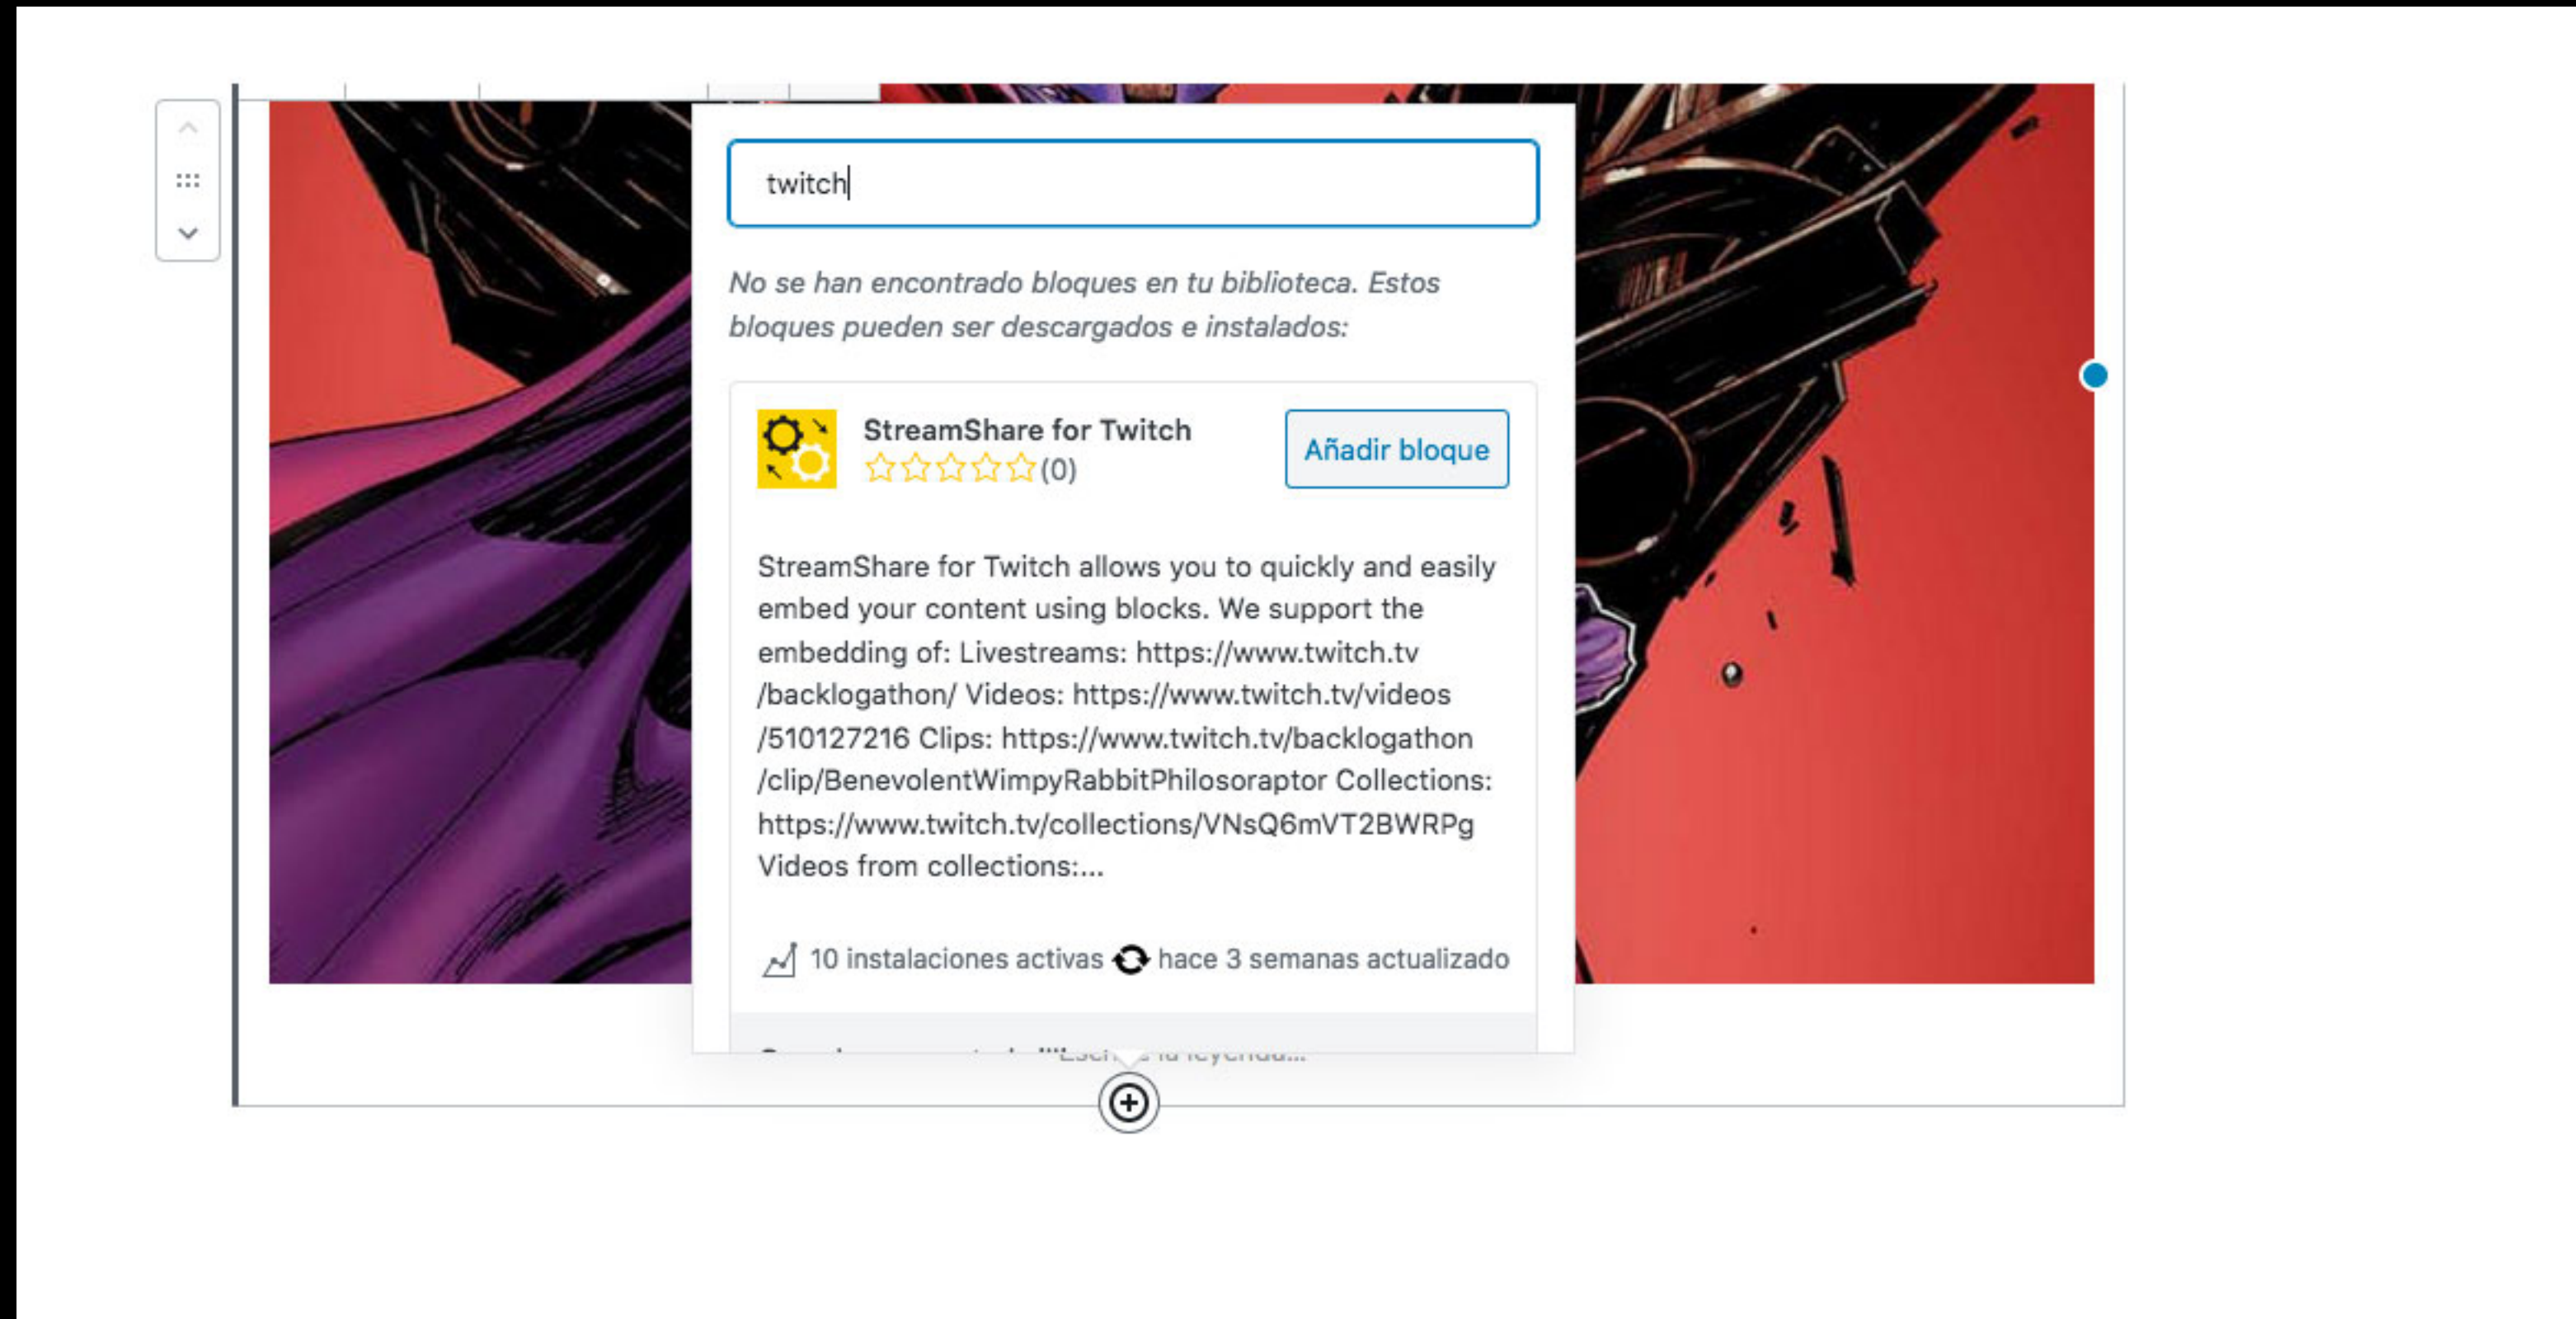 twitch
No se han encontrado bloques en tu biblioteca. Estos
bloques pueden ser descargados e instalados:
StreamShare for Twitch
(0)
Añadir bloque
StreamShare for Twitch allows you to quickly and easily
embed your content using blocks. We support the
embedding of: Livestreams: https://www.twitch.tv
/backlogathon/ Videos: https://www.twitch.tv/videos
/510127216 Clips: https://www.twitch.tv/backlogathon
/clip/BenevolentWimpyRabbitPhilosoraptor Collections:
https://www.twitch.tv/collections/VNsQ6mVT2BWRPg
Videos from collections:...
10 instalaciones activas hace 3 semanas actualizado
la leyenda...